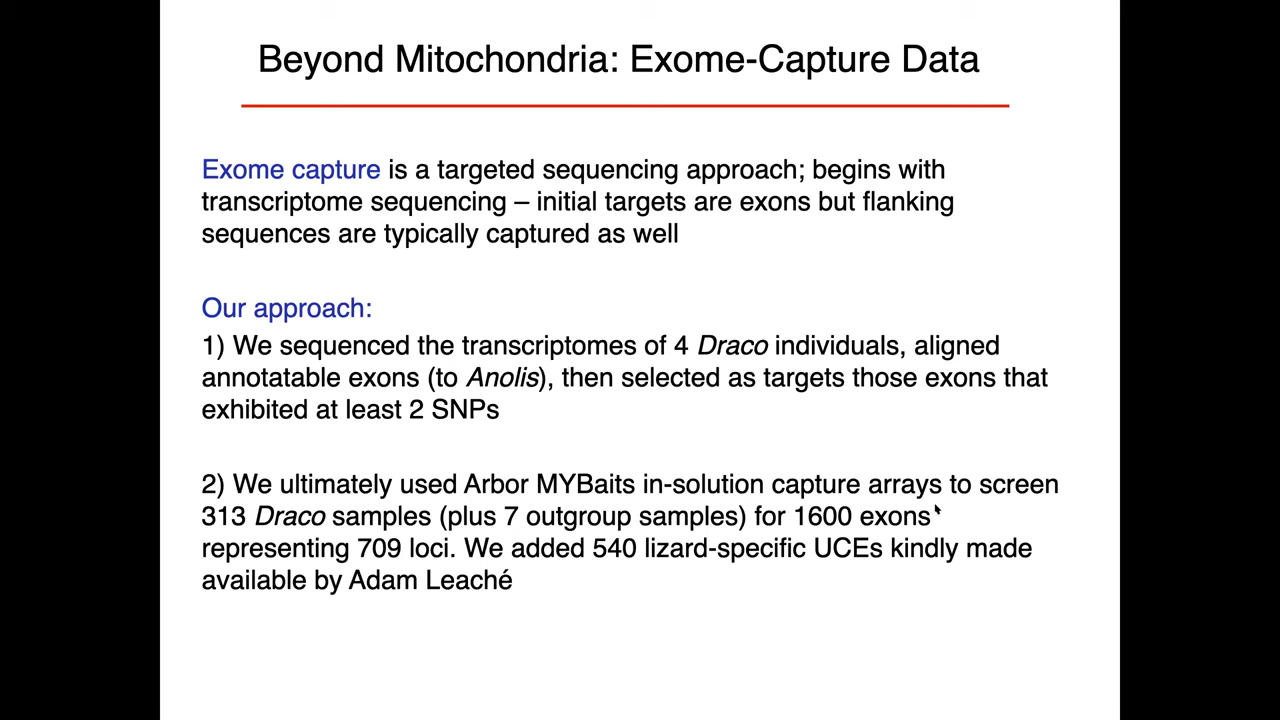 Beyond Mitochondria: Exome-Capture Data
Exome capture is a targeted sequencing approach; begins with
transcriptome sequencing – initial targets are exons but flanking
sequences are typically captured as well
Our approach:
1) We sequenced the transcriptomes of 4 Draco individuals, aligned
annotatable exons (to Anolis), then selected as targets those exons that
exhibited at least 2 SNPs
2) We ultimately used Arbor MYBaits in-solution capture arrays to screen
313 Draco samples (plus 7 outgroup samples) for 1600 exons
representing 709 loci. We added 540 lizard-specific UCEs kindly made
available by Adam Leaché